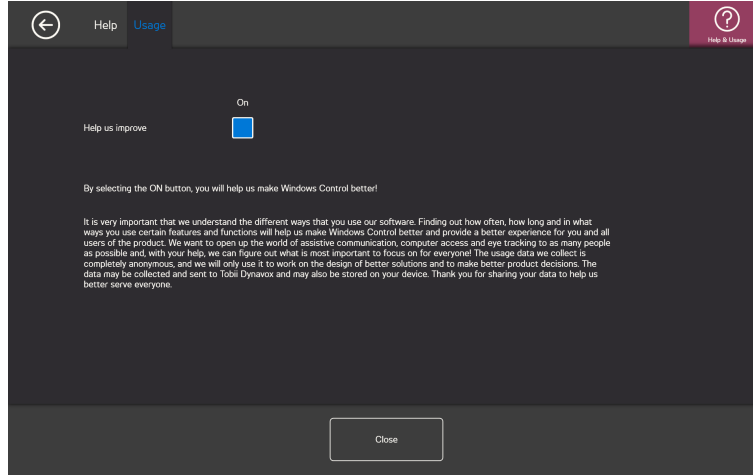 Help Usage
Help & Usage
On
Help us improve
By selecting the ON button, you will help us make Windows Control better!
It is very important that we understand the different ways that you use our software. Finding out how often, how long and in what
ways you use certain features and functions will help us make Windows Control better and provide a better experience for you and all
users of the product. We want to open up the world of assistive communication, computer access and eye tracking to as many people
as possible and, with your help, we can figure out what is most important to focus on for everyone! The usage data we collect is
completely anonymous, and we will only use it to work on the design of better solutions and to make better product decisions. The
data may be collected and sent to Tobii Dynavox and may also be stored on your device. Thank you for sharing your data to help us
better serve everyone.
Close